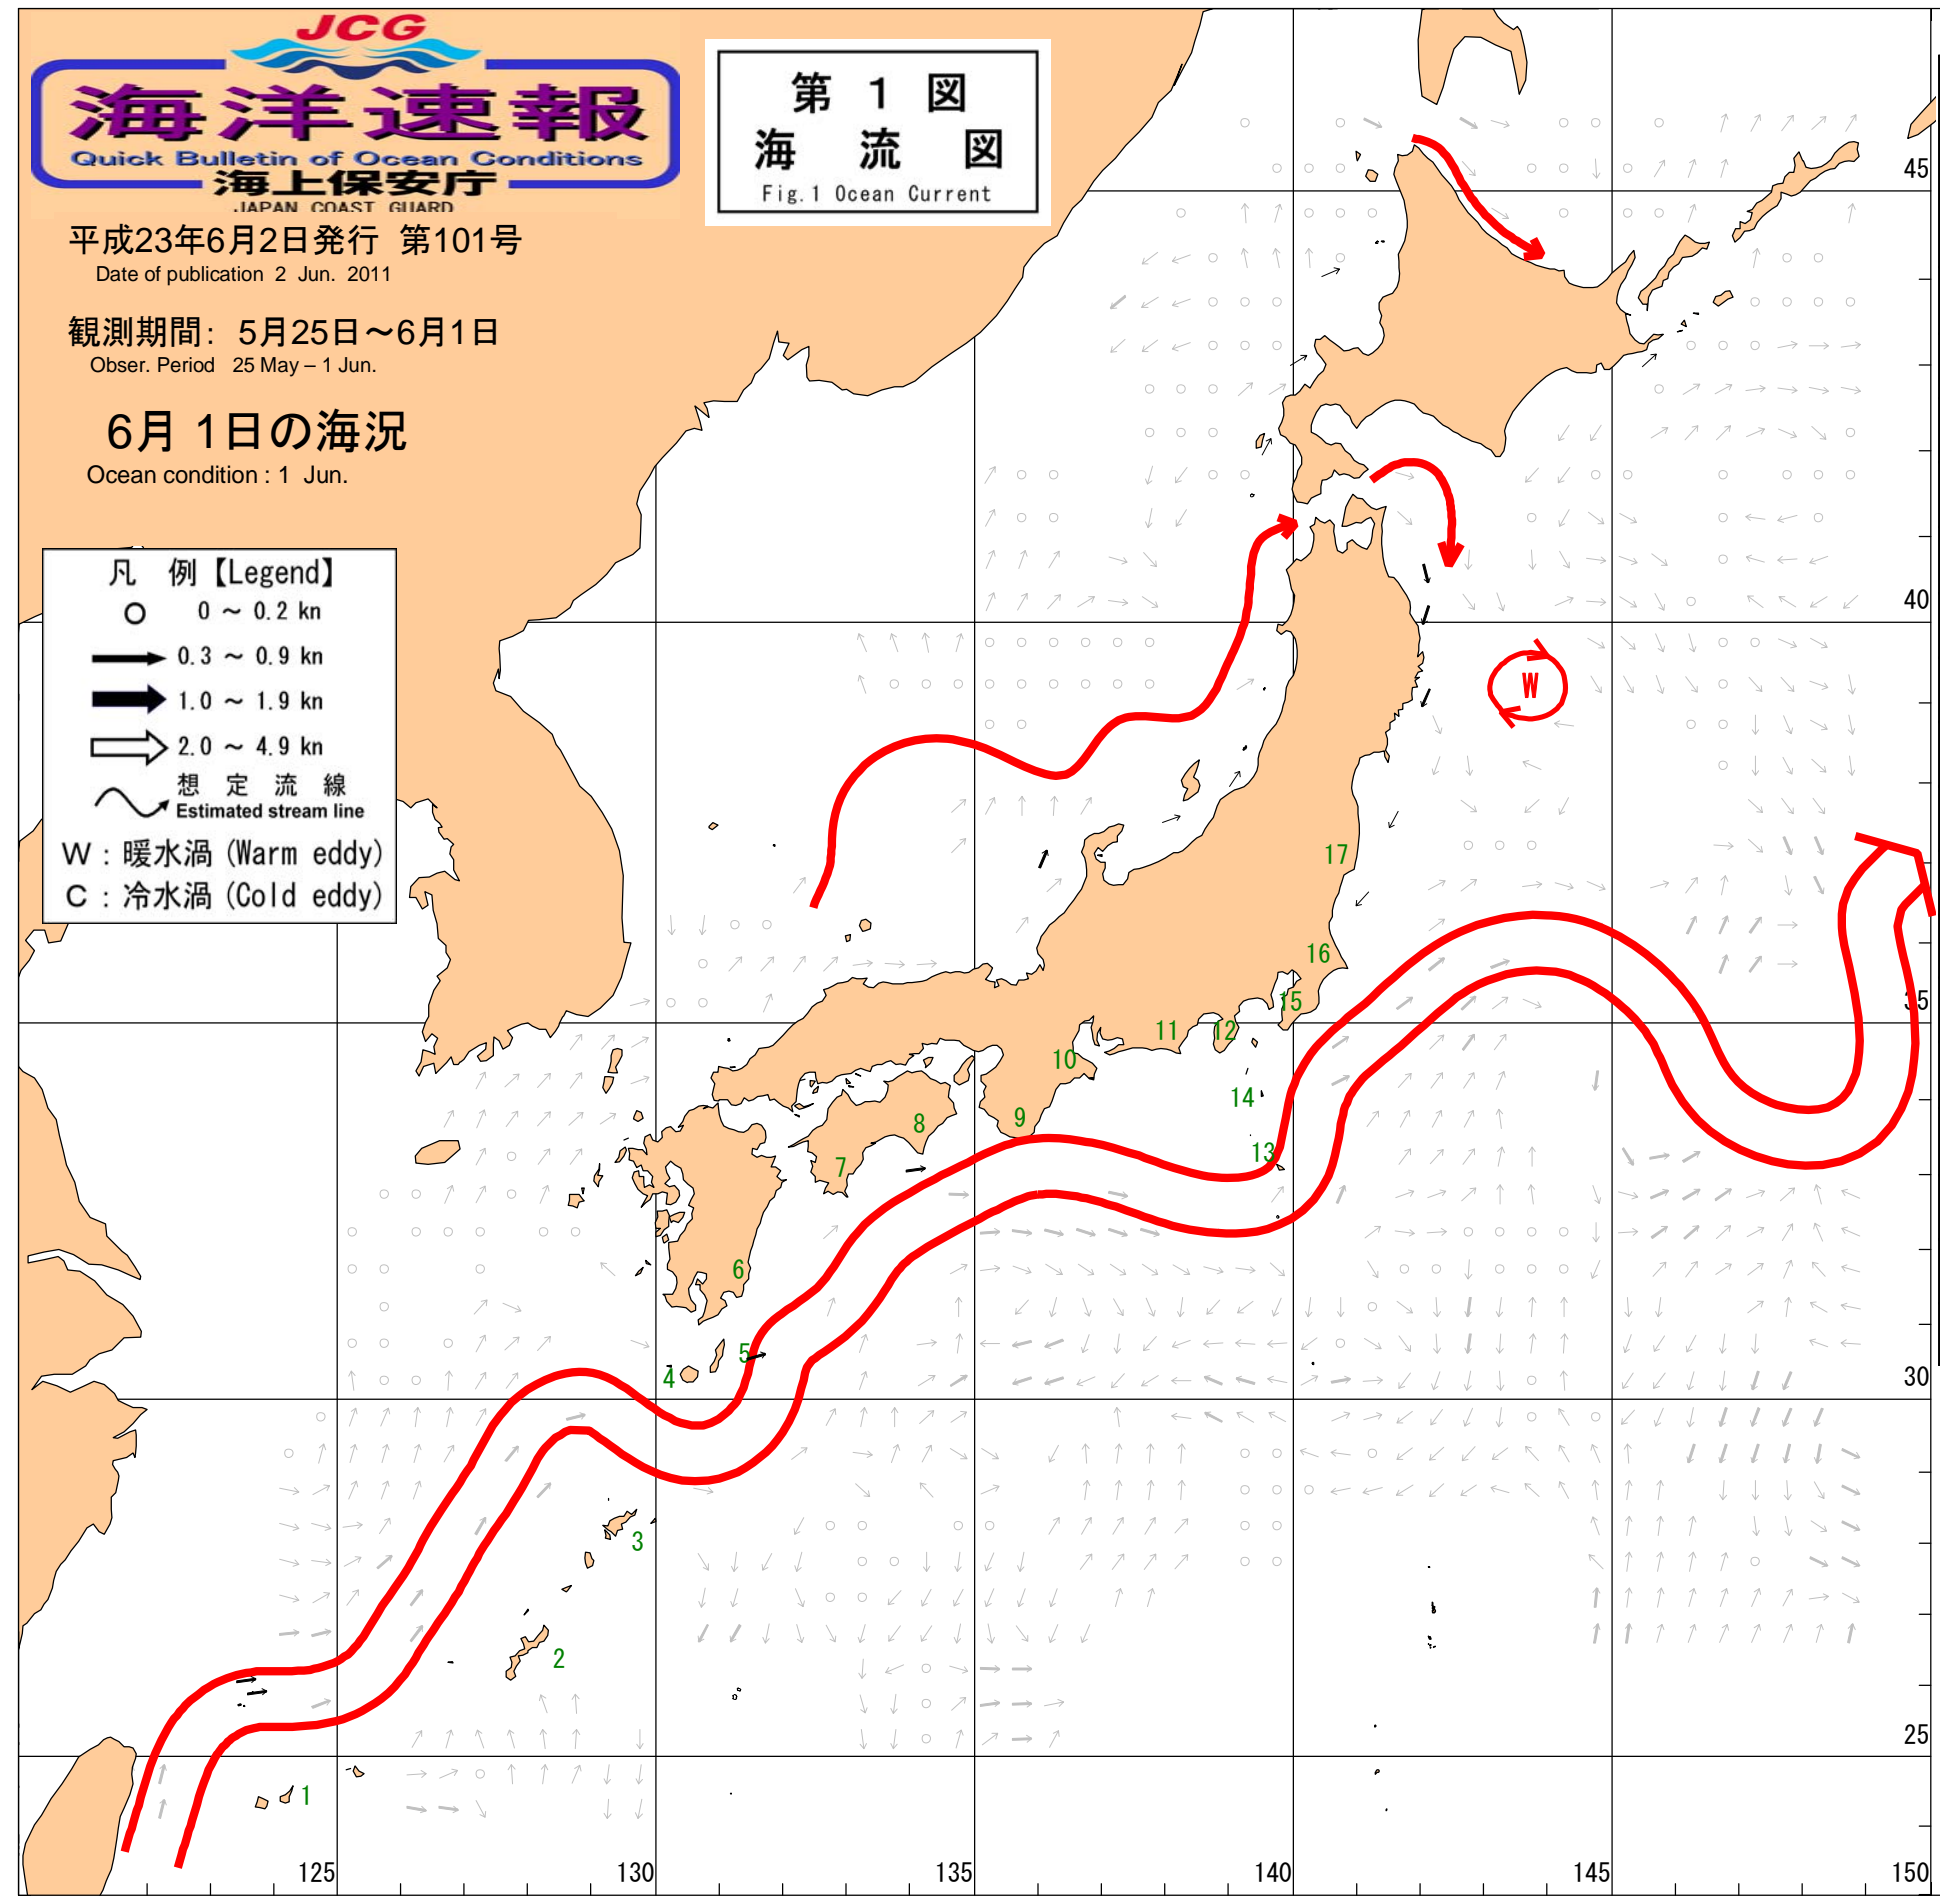 JCG
海洋速報
Quick Bulletin of Ocean Conditions
海上保安庁
JAPAN COAST GUARD
平成23年6月2日発行 第101号
Date of publication 2 Jun. 2011
観測期間: 5月25日～6月1日
Obser. Period 25 May – 1 Jun.
6月 1日の海況
Ocean condition : 1 Jun.
第 1 図
海 流 図
Fig.1 Ocean Current
凡 例【Legend】
0 ～ 0.2 kn
0.3 ～ 0.9 kn
1.0 ～ 1.9 kn
2.0 ～ 4.9 kn
想 定 流 線
Estimated stream line
W : 暖水渦 (Warm eddy)
C : 冷水渦 (Cold eddy)
45
40
W
17
16
15
35
11
12
10
14
9
8
13
7
6
5
4
30
3
2
25
1
125
130
135
140
145
150